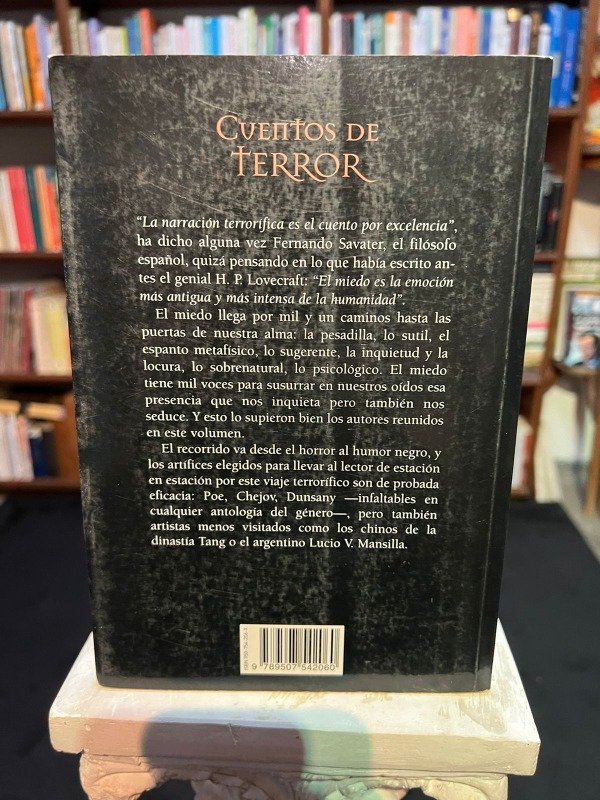 CUENTOS DE
TERROR
“La narración terrorífica es el cuento por excelencia”,
ha dicho alguna vez Fernando Savater, el filósofo
español, quizá pensando en lo que había escrito an-
tes el genial H. P. Lovecraft: “El miedo es la emoción
más antigua y más intensa de la humanidad”.
El miedo llega por mil y un caminos hasta las
puertas de nuestra alma: la pesadilla, lo sutil, el
espanto metafísico, lo sugerente, la inquietud y la
locura, lo sobrenatural, lo psicológico. El miedo
tiene mil voces para susurrar en nuestros oídos esa
presencia que nos inquieta pero también nos
seduce. Y esto lo supieron bien los autores reunidos
en este volumen.
El recorrido va desde el horror al humor negro, y
los artífices elegidos para llevar al lector de estación
en estación por este viaje terrorífico son de probada
eficacia: Poe, Chejov, Dunsany —infaltables en
cualquier antología del género—, pero también
artistas menos visitados como los chinos de la
dinastía Tang o el argentino Lucio V. Mansilla.
9 789507 542060